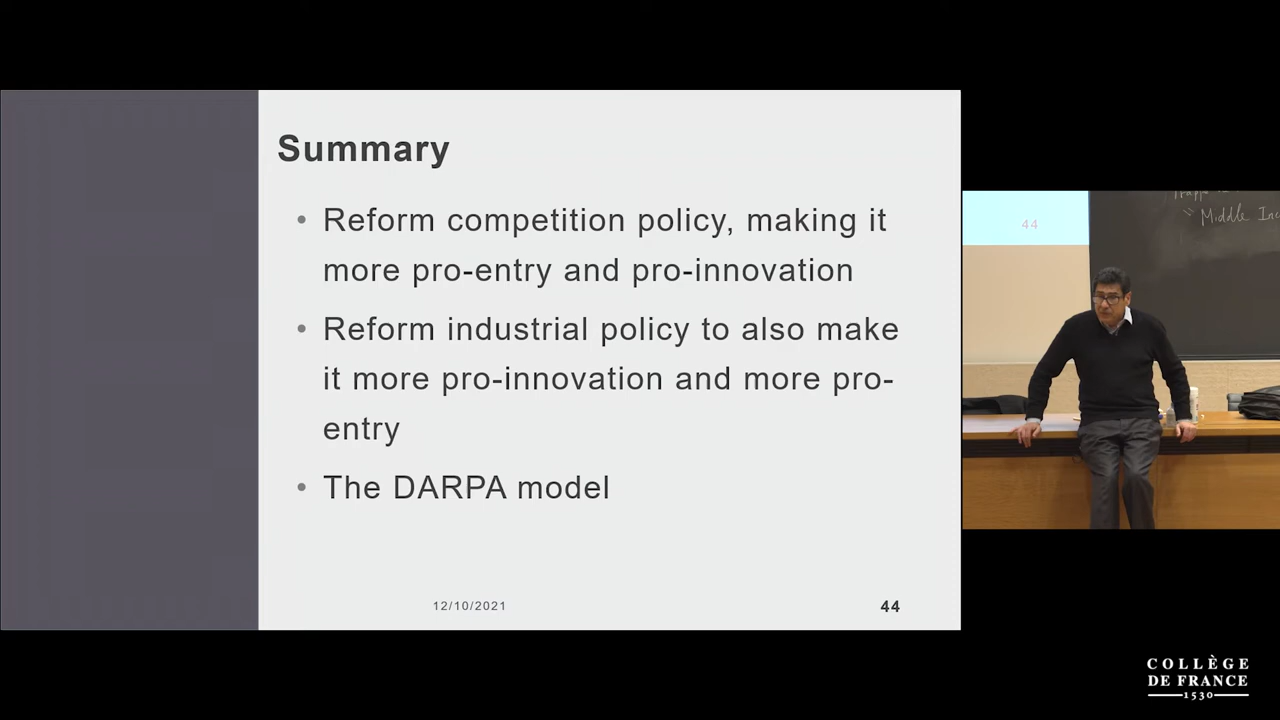 Summary
• Reform competition policy, making it
more pro-entry and pro-innovation
• Reform industrial policy to also make
it more pro-innovation and more pro-
entry
• The DARPA model
12/10/2021
44
44
Middle
COLLÈGE
DE FRANCE
1530